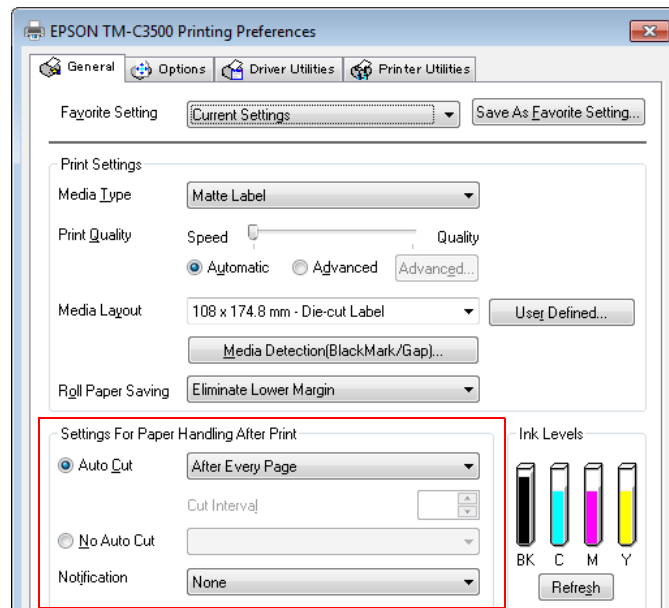 EPSON TM-C3500 Printing Preferences
General Options Driver Utilities Printer Utilities
Favorite Setting Current Settings Save As Favorite Setting...
Print Settings
Media Type Matte Label
Print Quality Speed Quality
Automatic Advanced Advanced...
Media Layout 108 x 174.8 mm - Die-cut Label User Defined...
Media Detection(BlackMark/Gap)...
Roll Paper Saving Eliminate Lower Margin
Settings For Paper Handling After Print Ink Levels
Auto Cut After Every Page
Cut Interval
No Auto Cut
BK C M Y
Notification None Refresh